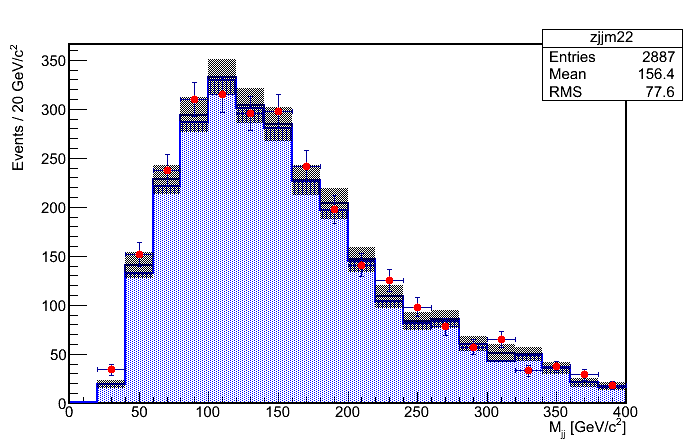 zjjm22
Entries 2887
Mean 156.4
RMS 77.6
Events / 20 GeV/c²
350
300
250
200
150
100
50
0
0 50 100 150 200 250 300 350 400
Mjj [GeV/c²]